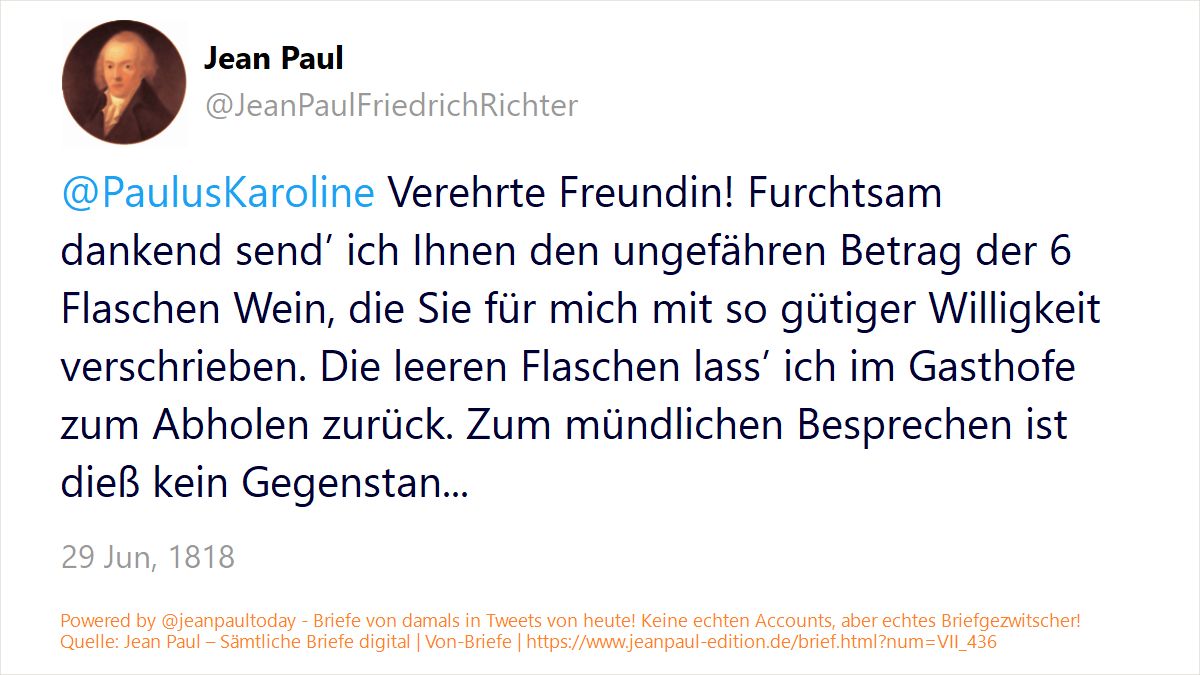 Jean Paul
@JeanPaulFriedrichRichter
@PaulusKaroline Verehrte Freundin! Furchtsam
dankend send’ ich Ihnen den ungefähren Betrag der 6
Flaschen Wein, die Sie für mich mit so gütiger Willigkeit
verschrieben. Die leeren Flaschen lass’ ich im Gasthofe
zum Abholen zurück. Zum mündlichen Besprechen ist
dieß kein Gegenstan...
29 Jun, 1818
Powered by @jeanpaultoday - Briefe von damals in Tweets von heute! Keine echten Accounts, aber echtes Briefgezwitscher!
Quelle: Jean Paul – Sämtliche Briefe digital | Von-Briefe | https://www.jeanpaul-edition.de/brief.html?num=VII_436